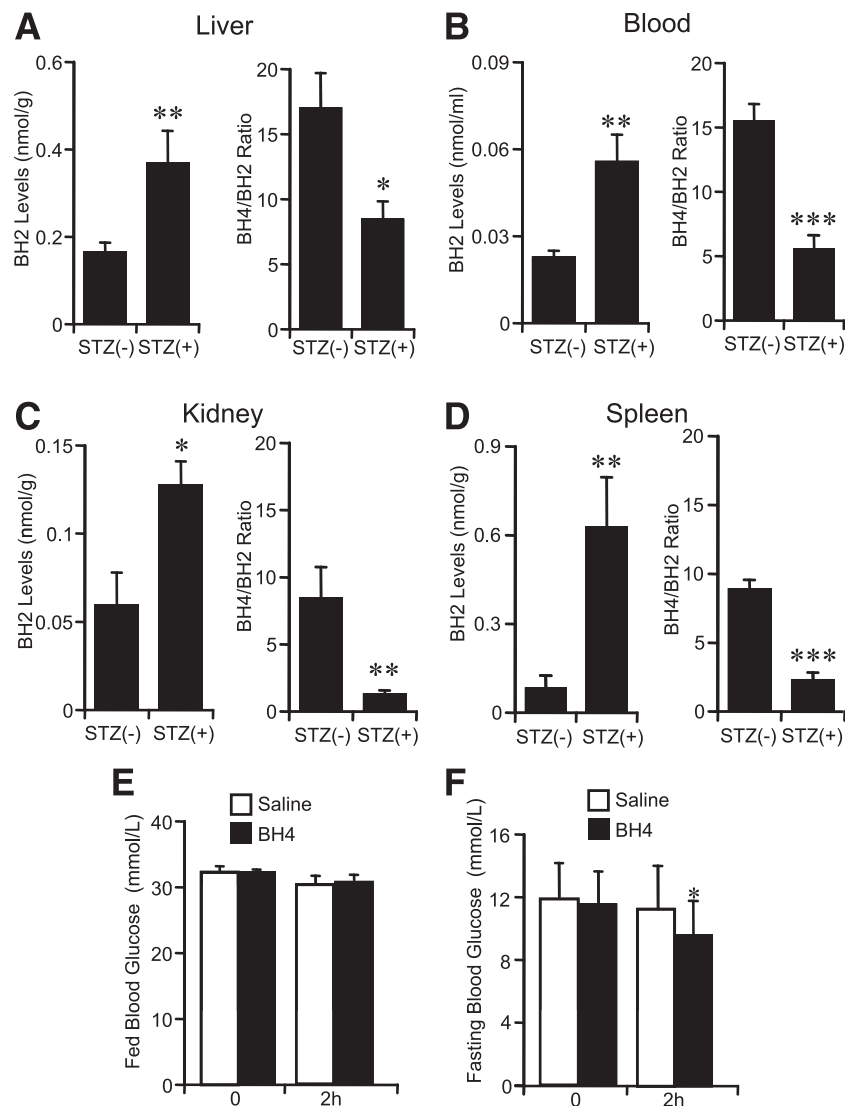 A Liver
BH2 Levels (nmol/g)
0.6
0.4
0.2
0
**
STZ(-) STZ(+)
BH4/BH2 Ratio
20
15
10
5
0
*
STZ(-) STZ(+)
B Blood
BH2 Levels (nmol/ml)
0.09
0.06
0.03
0
**
STZ(-) STZ(+)
BH4/BH2 Ratio
20
15
10
5
0
***
STZ(-) STZ(+)
C Kidney
BH2 Levels (nmol/g)
0.15
0.1
0.05
0
*
STZ(-) STZ(+)
BH4/BH2 Ratio
20
15
10
5
0
**
STZ(-) STZ(+)
D Spleen
BH2 Levels (nmol/g)
0.9
0.6
0.3
0
**
STZ(-) STZ(+)
BH4/BH2 Ratio
20
15
10
5
0
***
STZ(-) STZ(+)
E
Saline
BH4
Fed Blood Glucose (mmol/L)
40
30
20
10
0
0 2h
F
Saline
BH4
Fasting Blood Glucose (mmol/L)
16
12
8
4
0
*
0 2h